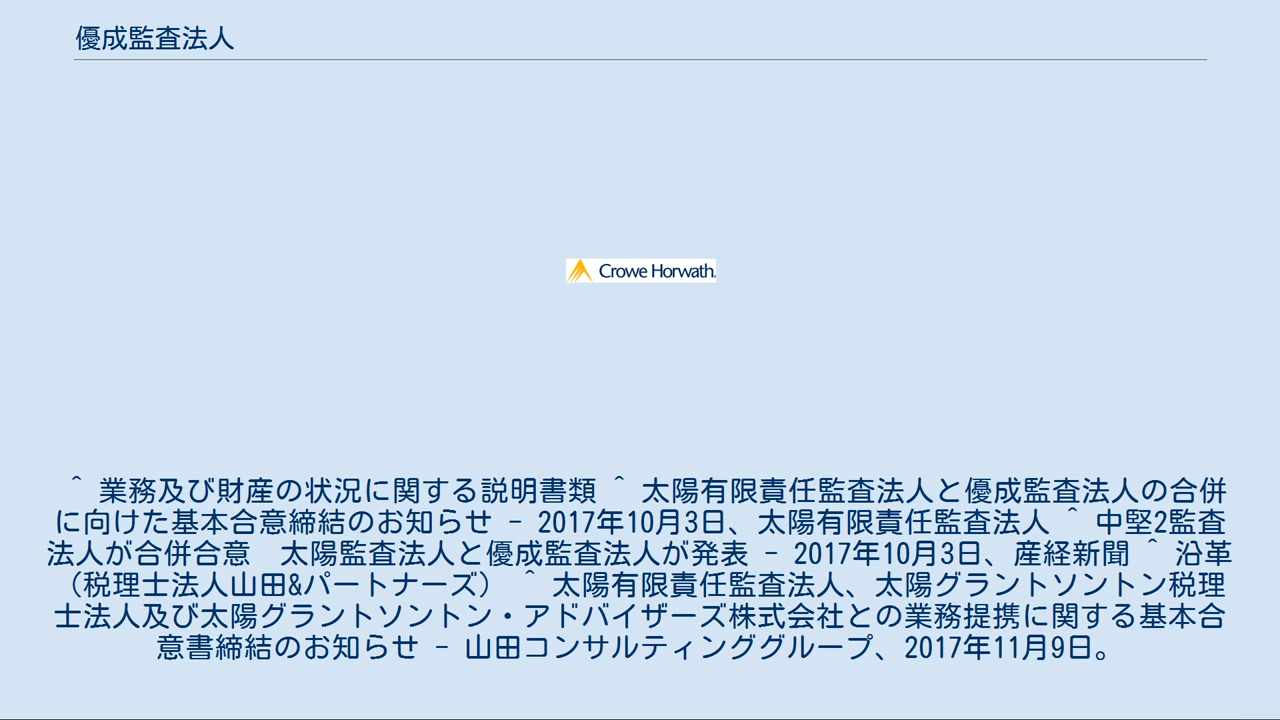 優成監査法人
Crowe Horwath.
^ 業務及び財産の状況に関する説明書類 ^ 太陽有限責任監査法人と優成監査法人の合併
に向けた基本合意締結のお知らせ - 2017年10月3日、太陽有限責任監査法人 ^ 中堅2監査
法人が合併合意　太陽監査法人と優成監査法人が発表 - 2017年10月3日、産経新聞 ^ 沿革
（税理士法人山田&パートナーズ） ^ 太陽有限責任監査法人、太陽グラントソントン税理
士法人及び太陽グラントソントン・アドバイザーズ株式会社との業務提携に関する基本合
意書締結のお知らせ - 山田コンサルティンググループ、2017年11月9日。